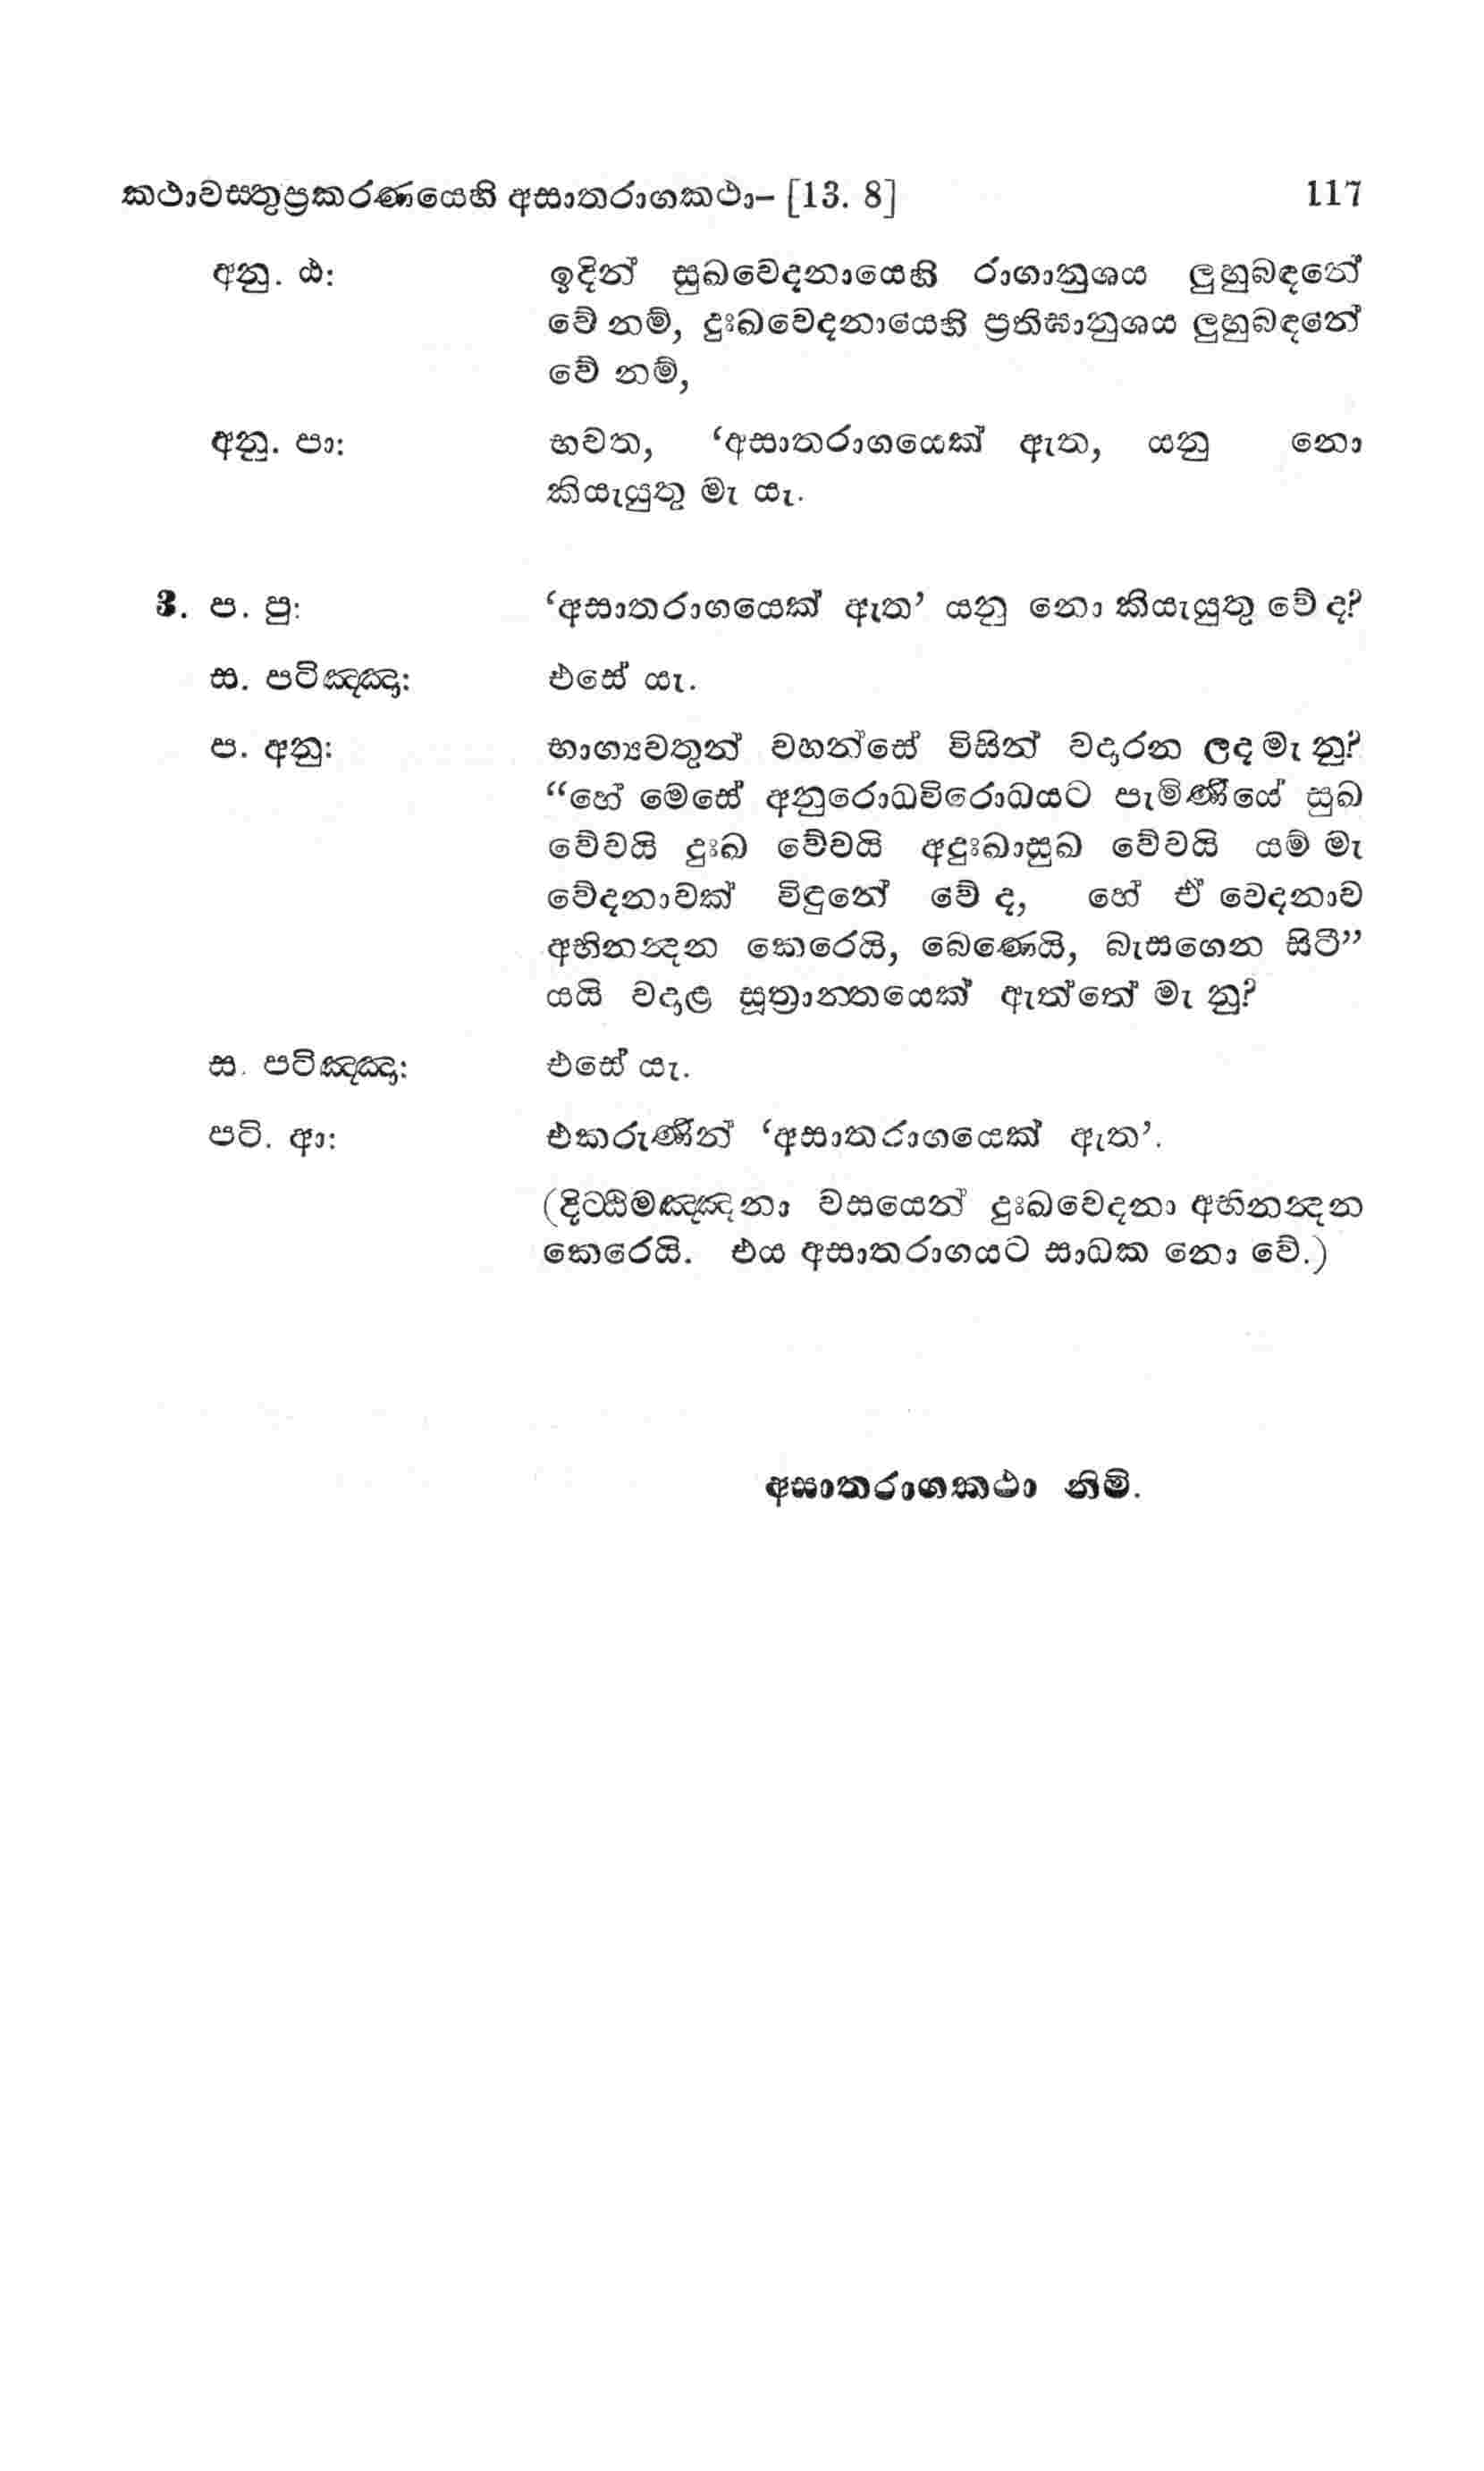 කථාවස්තුප්‍රකරණයෙහි අසාතරාගකථා– [13. 8] 117
අනු. ඨ: ඉදින් සුඛවෙදනායෙහි රාගානුශය ලුහුබඳනේ
වේ නම්, දුඃඛවෙදනායෙහි ප්‍රතිඝානුශය ලුහුබඳනේ
වේ නම්,
අනු. පා: භවත, ‘අසාතරාගයෙක් ඇත, යනු නො
කියැයුතු මැ යැ.
3. ප. පු: ‘අසාතරාගයෙක් ඇත’ යනු නො කියැයුතු වේ ද?
ස. පටිඤ්ඤා: එසේ යැ.
ප. අනු: භාග්‍යවතුන් වහන්සේ විසින් වදාරන ලද මැ නු?
“හේ මෙසේ අනුරොධවිරොධයට පැමිණියේ සුඛ
වේවයි දුඃඛ වේවයි අදුඃඛාසුඛ වේවයි යම් මැ
වේදනාවක් විඳුනේ වේ ද, හේ ඒ වෙදනාව
අභිනන්‍දන කෙරෙයි, බෙණෙයි, බැසගෙන සිටී”
යයි වදාළ සූත්‍රාන්තයෙක් ඇත්තේ මැ නු?
ස. පටිඤ්ඤා: එසේ යැ.
පටි. ආ: එකරුණින් ‘අසාතරාගයෙක් ඇත’.
(දිට්ඨිමඤ්ඤනා වසයෙන් දුඃඛවෙදනා අභිනන්‍දන
කෙරෙයි. එය අසාතරාගයට සාධක නො වේ.)
අසාතරාගකථා නිමි.